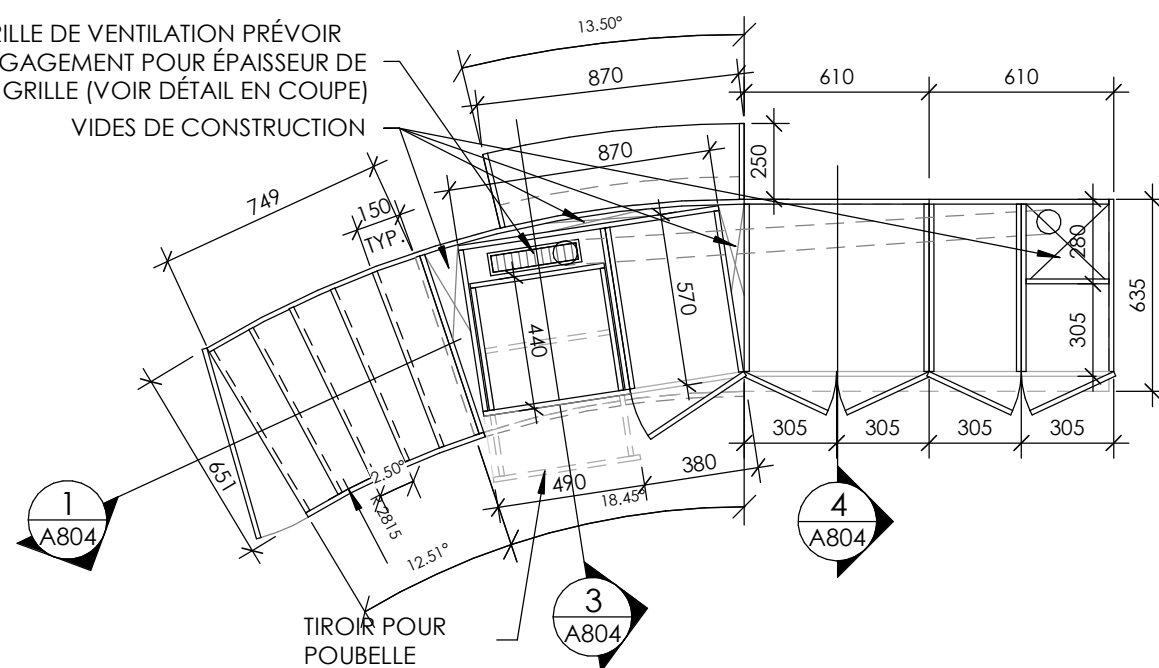 RILLE DE VENTILATION PRÉVOIR
GAGEMENT POUR ÉPAISSEUR DE
GRILLE (VOIR DÉTAIL EN COUPE)
VIDES DE CONSTRUCTION
13.50°
870
610
610
870
250
749
150
TYP.
280
570
635
440
305
651
2.50°
R2815
305
305
305
305
380
490
18.45°
12.51°
1
A804
4
A804
3
A804
TIROIR POUR
POUBELLE